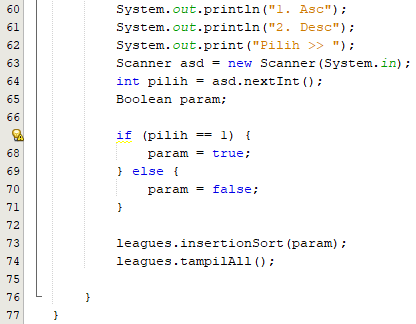 60 System.out.println("1. Asc");
61 System.out.println("2. Desc");
62 System.out.print("Pilih >> ");
63 Scanner asd = new Scanner(System.in);
64 int pilih = asd.nextInt();
65 Boolean param;
66
if (pilih == 1) {
68 param = true;
69 } else {
70 param = false;
71 }
72
73 leagues.insertionSort(param);
74 leagues.tampilAll();
75
76 }
77 }